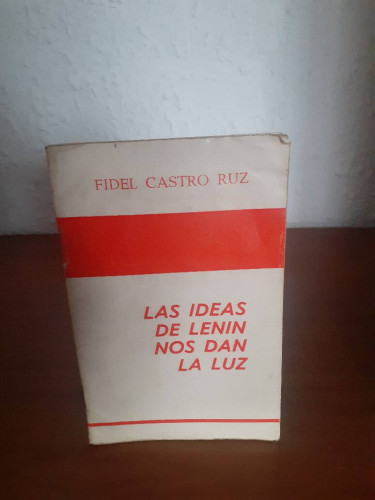 FIDEL CASTRO RUZ
LAS IDEAS
DE LENIN
NOS DAN
LA LUZ